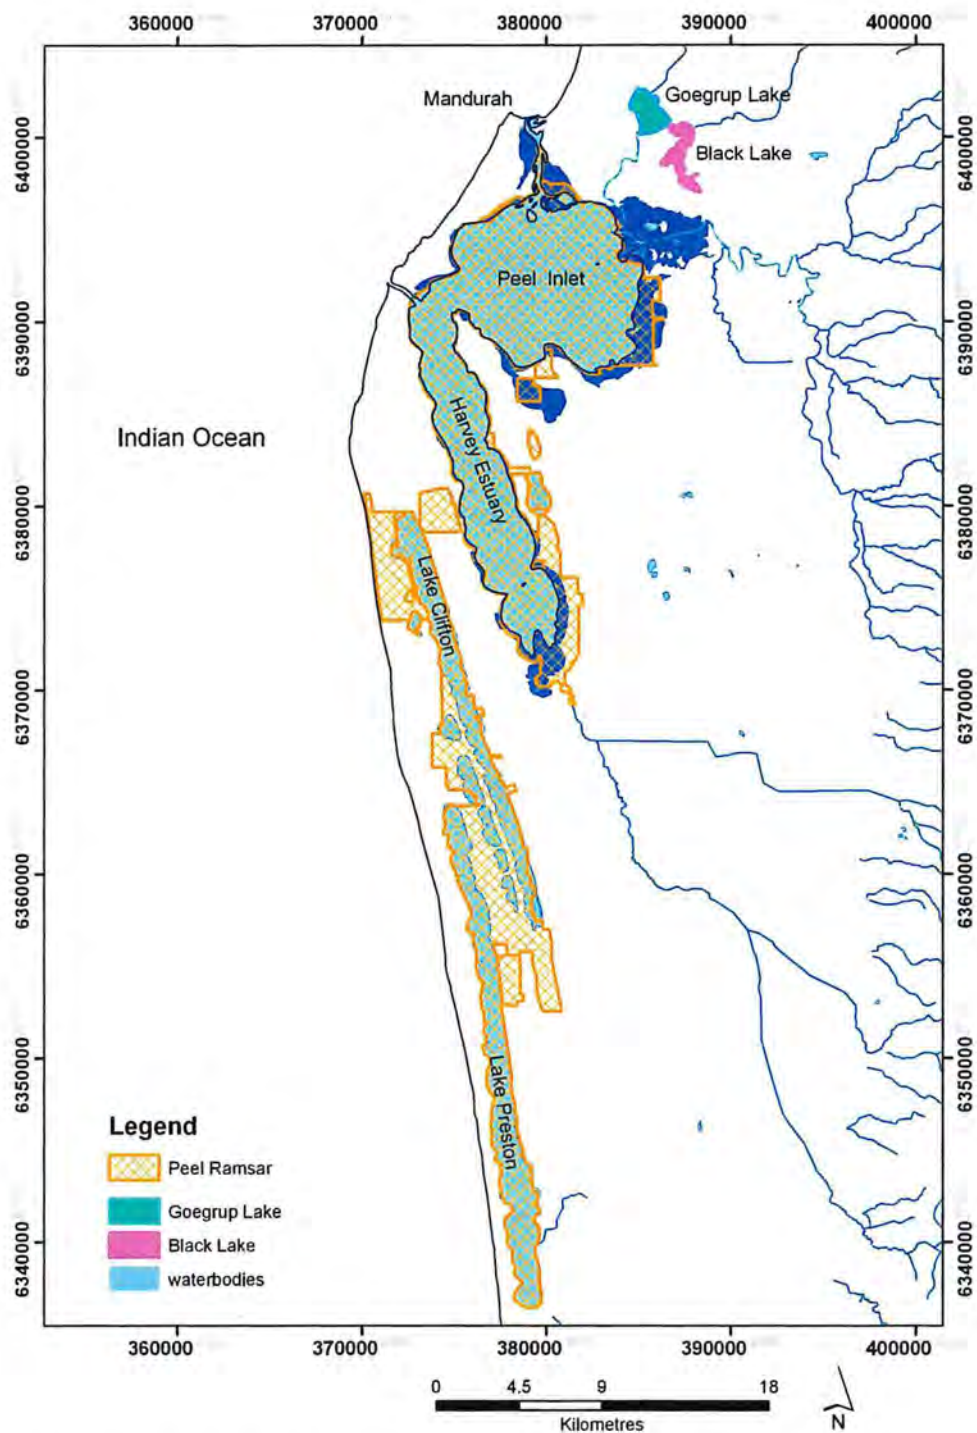 360000
370000
380000
390000
400000
Mandurah
Goegrup Lake
Black Lake
Peel Inlet
Indian Ocean
Harvey Estuary
Lake Clifton
Lake Preston
6400000
6390000
6380000
6370000
6360000
6350000
6340000
6400000
6390000
6380000
6370000
6360000
6350000
6340000
Legend
Peel Ramsar
Goegrup Lake
Black Lake
waterbodies
360000
370000
380000
390000
400000
0
4.5
9
18
Kilometres
N